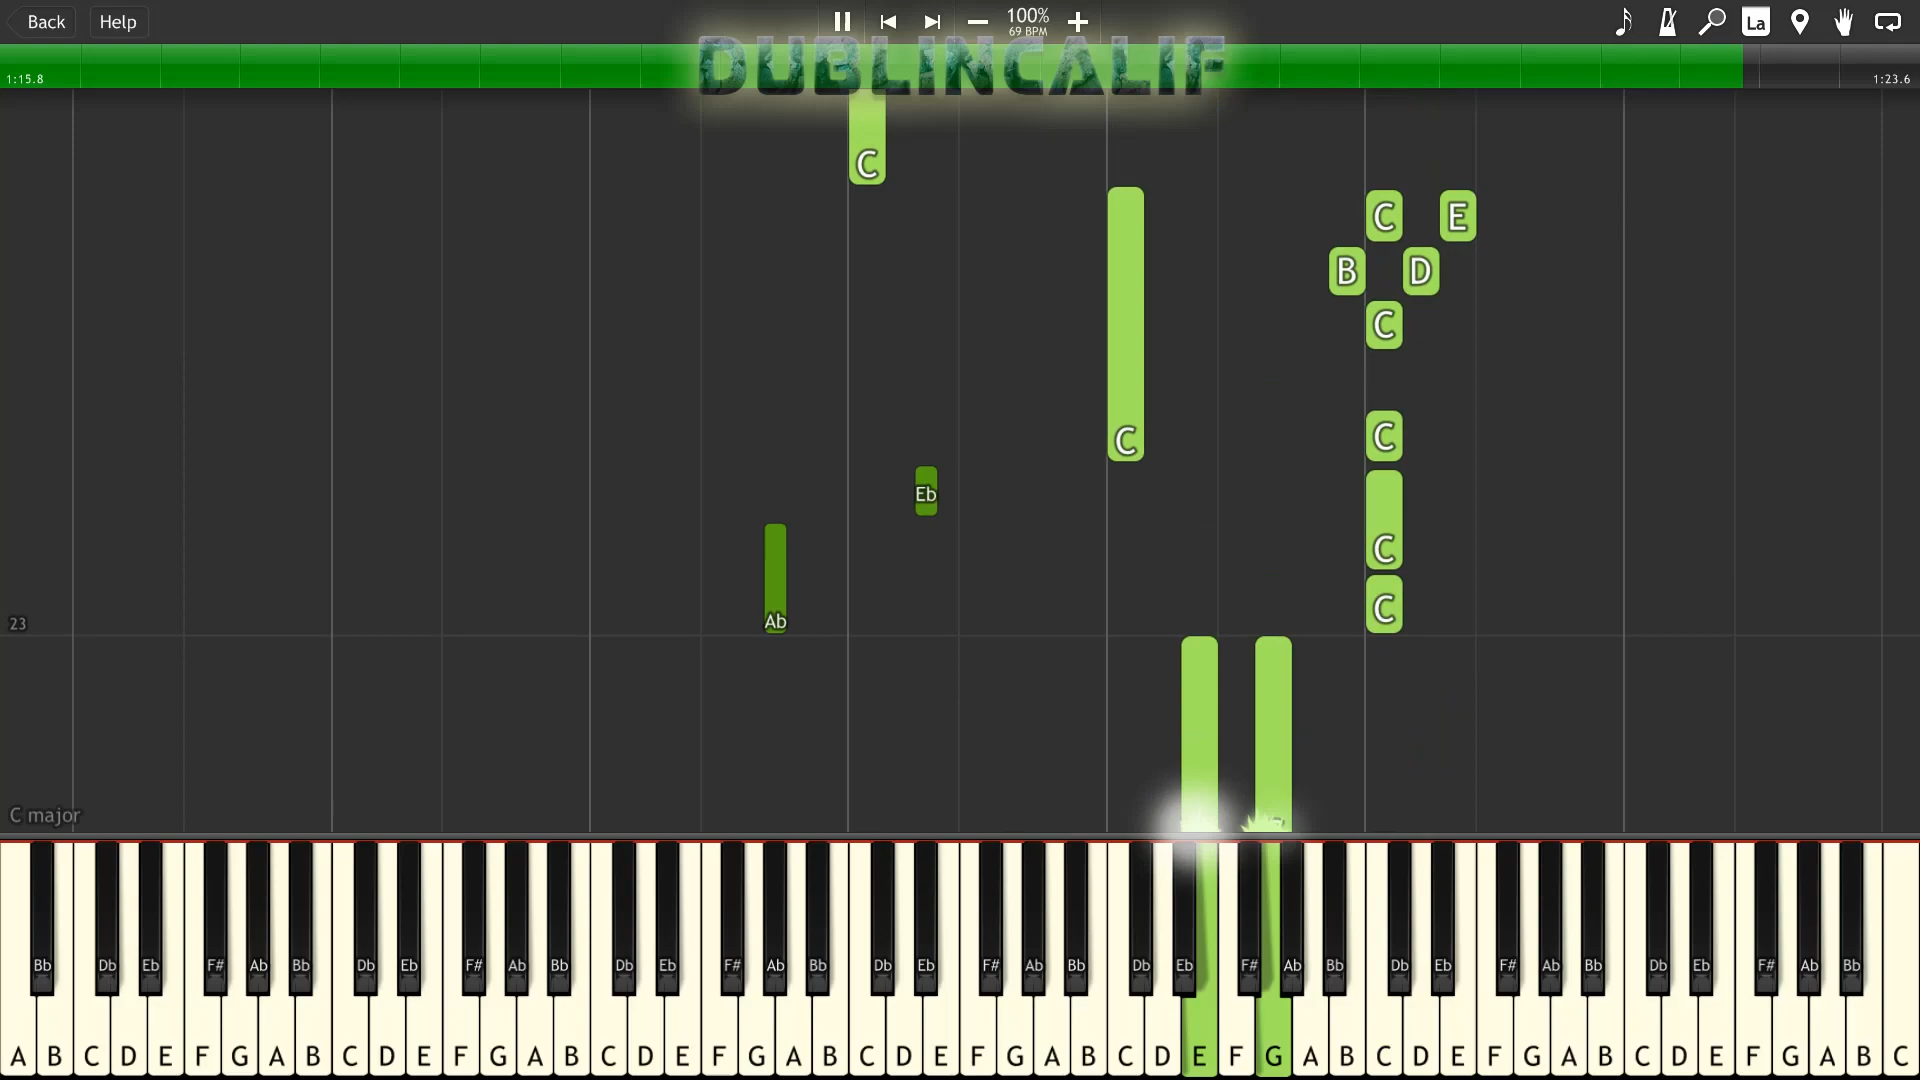 Back Help 100% La
69 BPM
DUBLINCALIF
1:15.8 1:23.6
C
C E
B D
C
C
C
Eb
C
C
Ab
23
C major
Bb Db Eb F# Ab Bb Db Eb F# Ab Bb Db Eb F# Ab Bb Db Eb F# Ab Bb Db Eb F# Ab Bb Db Eb F# Ab Bb Db Eb F# Ab Bb
A B C D E F G A B C D E F G A B C D E F G A B C D E F G A B C D E F G A B C D E F G A B C D E F G A B C